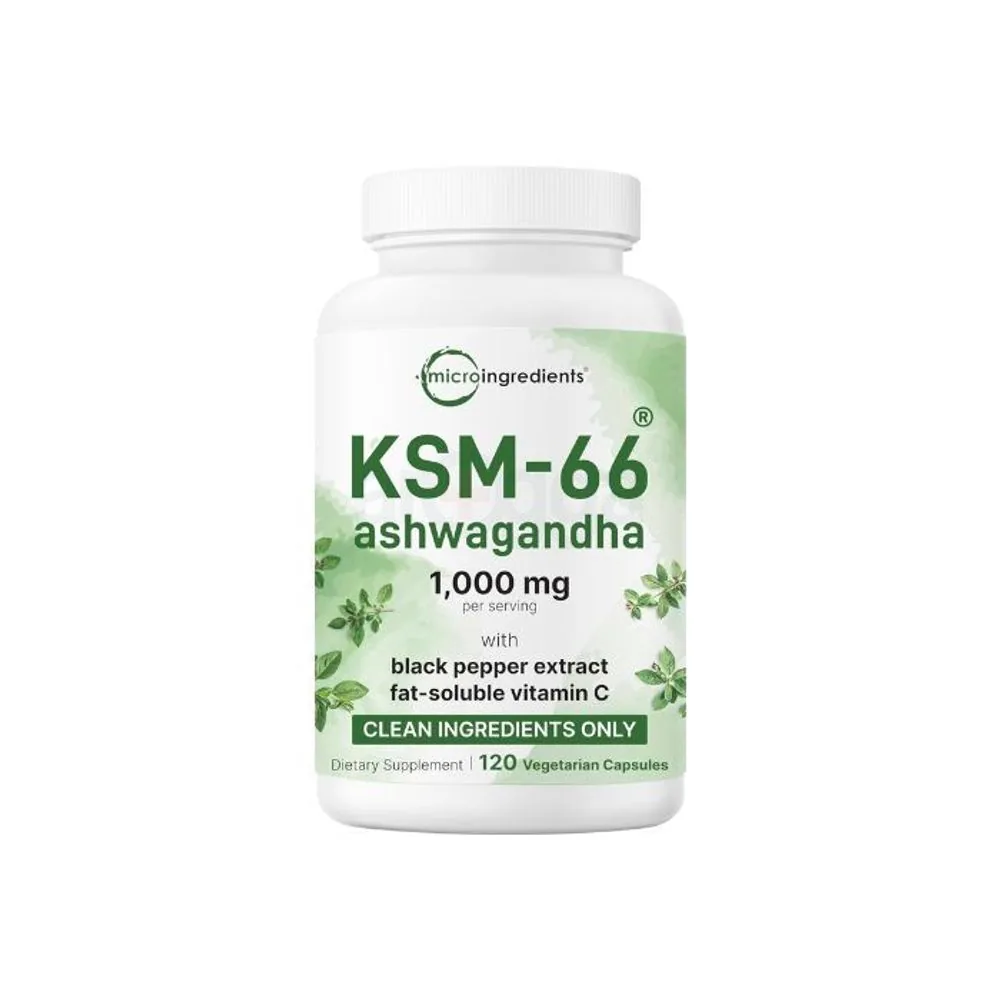 microingredients®
KSM-66®
ashwagandha
1,000 mg
per serving
with
black pepper extract
fat-soluble vitamin C
CLEAN INGREDIENTS ONLY
Dietary Supplement | 120 Vegetarian Capsules